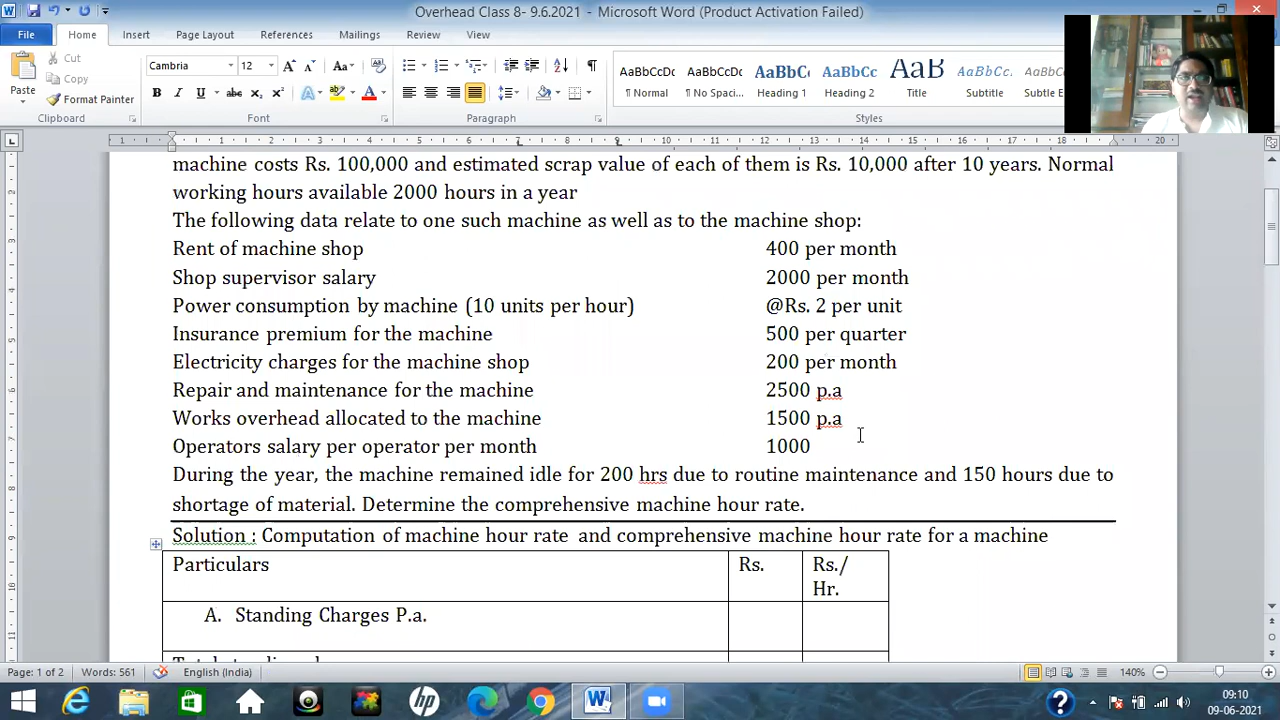 Overhead Class 8- 9.6.2021 - Microsoft Word (Product Activation Failed)
File Home Insert Page Layout References Mailings Review View
Cut
Copy
Paste
Format Painter
Cambria 12
AaBbCcDc AaBbCcDc AaBbC AaBbCc AaB AaBbCcL AaBbCcDc
¶ Normal ¶ No Spaci... Heading 1 Heading 2 Title Subtitle Subtle E
Clipboard Font Paragraph Styles
machine costs Rs. 100,000 and estimated scrap value of each of them is Rs. 10,000 after 10 years. Normal
working hours available 2000 hours in a year
The following data relate to one such machine as well as to the machine shop:
Rent of machine shop 400 per month
Shop supervisor salary 2000 per month
Power consumption by machine (10 units per hour) @Rs. 2 per unit
Insurance premium for the machine 500 per quarter
Electricity charges for the machine shop 200 per month
Repair and maintenance for the machine 2500 p.a
Works overhead allocated to the machine 1500 p.a
Operators salary per operator per month 1000
During the year, the machine remained idle for 200 hrs due to routine maintenance and 150 hours due to
shortage of material. Determine the comprehensive machine hour rate.
Solution : Computation of machine hour rate and comprehensive machine hour rate for a machine
Particulars Rs. Rs./
Hr.
A. Standing Charges P.a.
Page: 1 of 2 Words: 561 English (India) 140%
09:10
09-06-2021